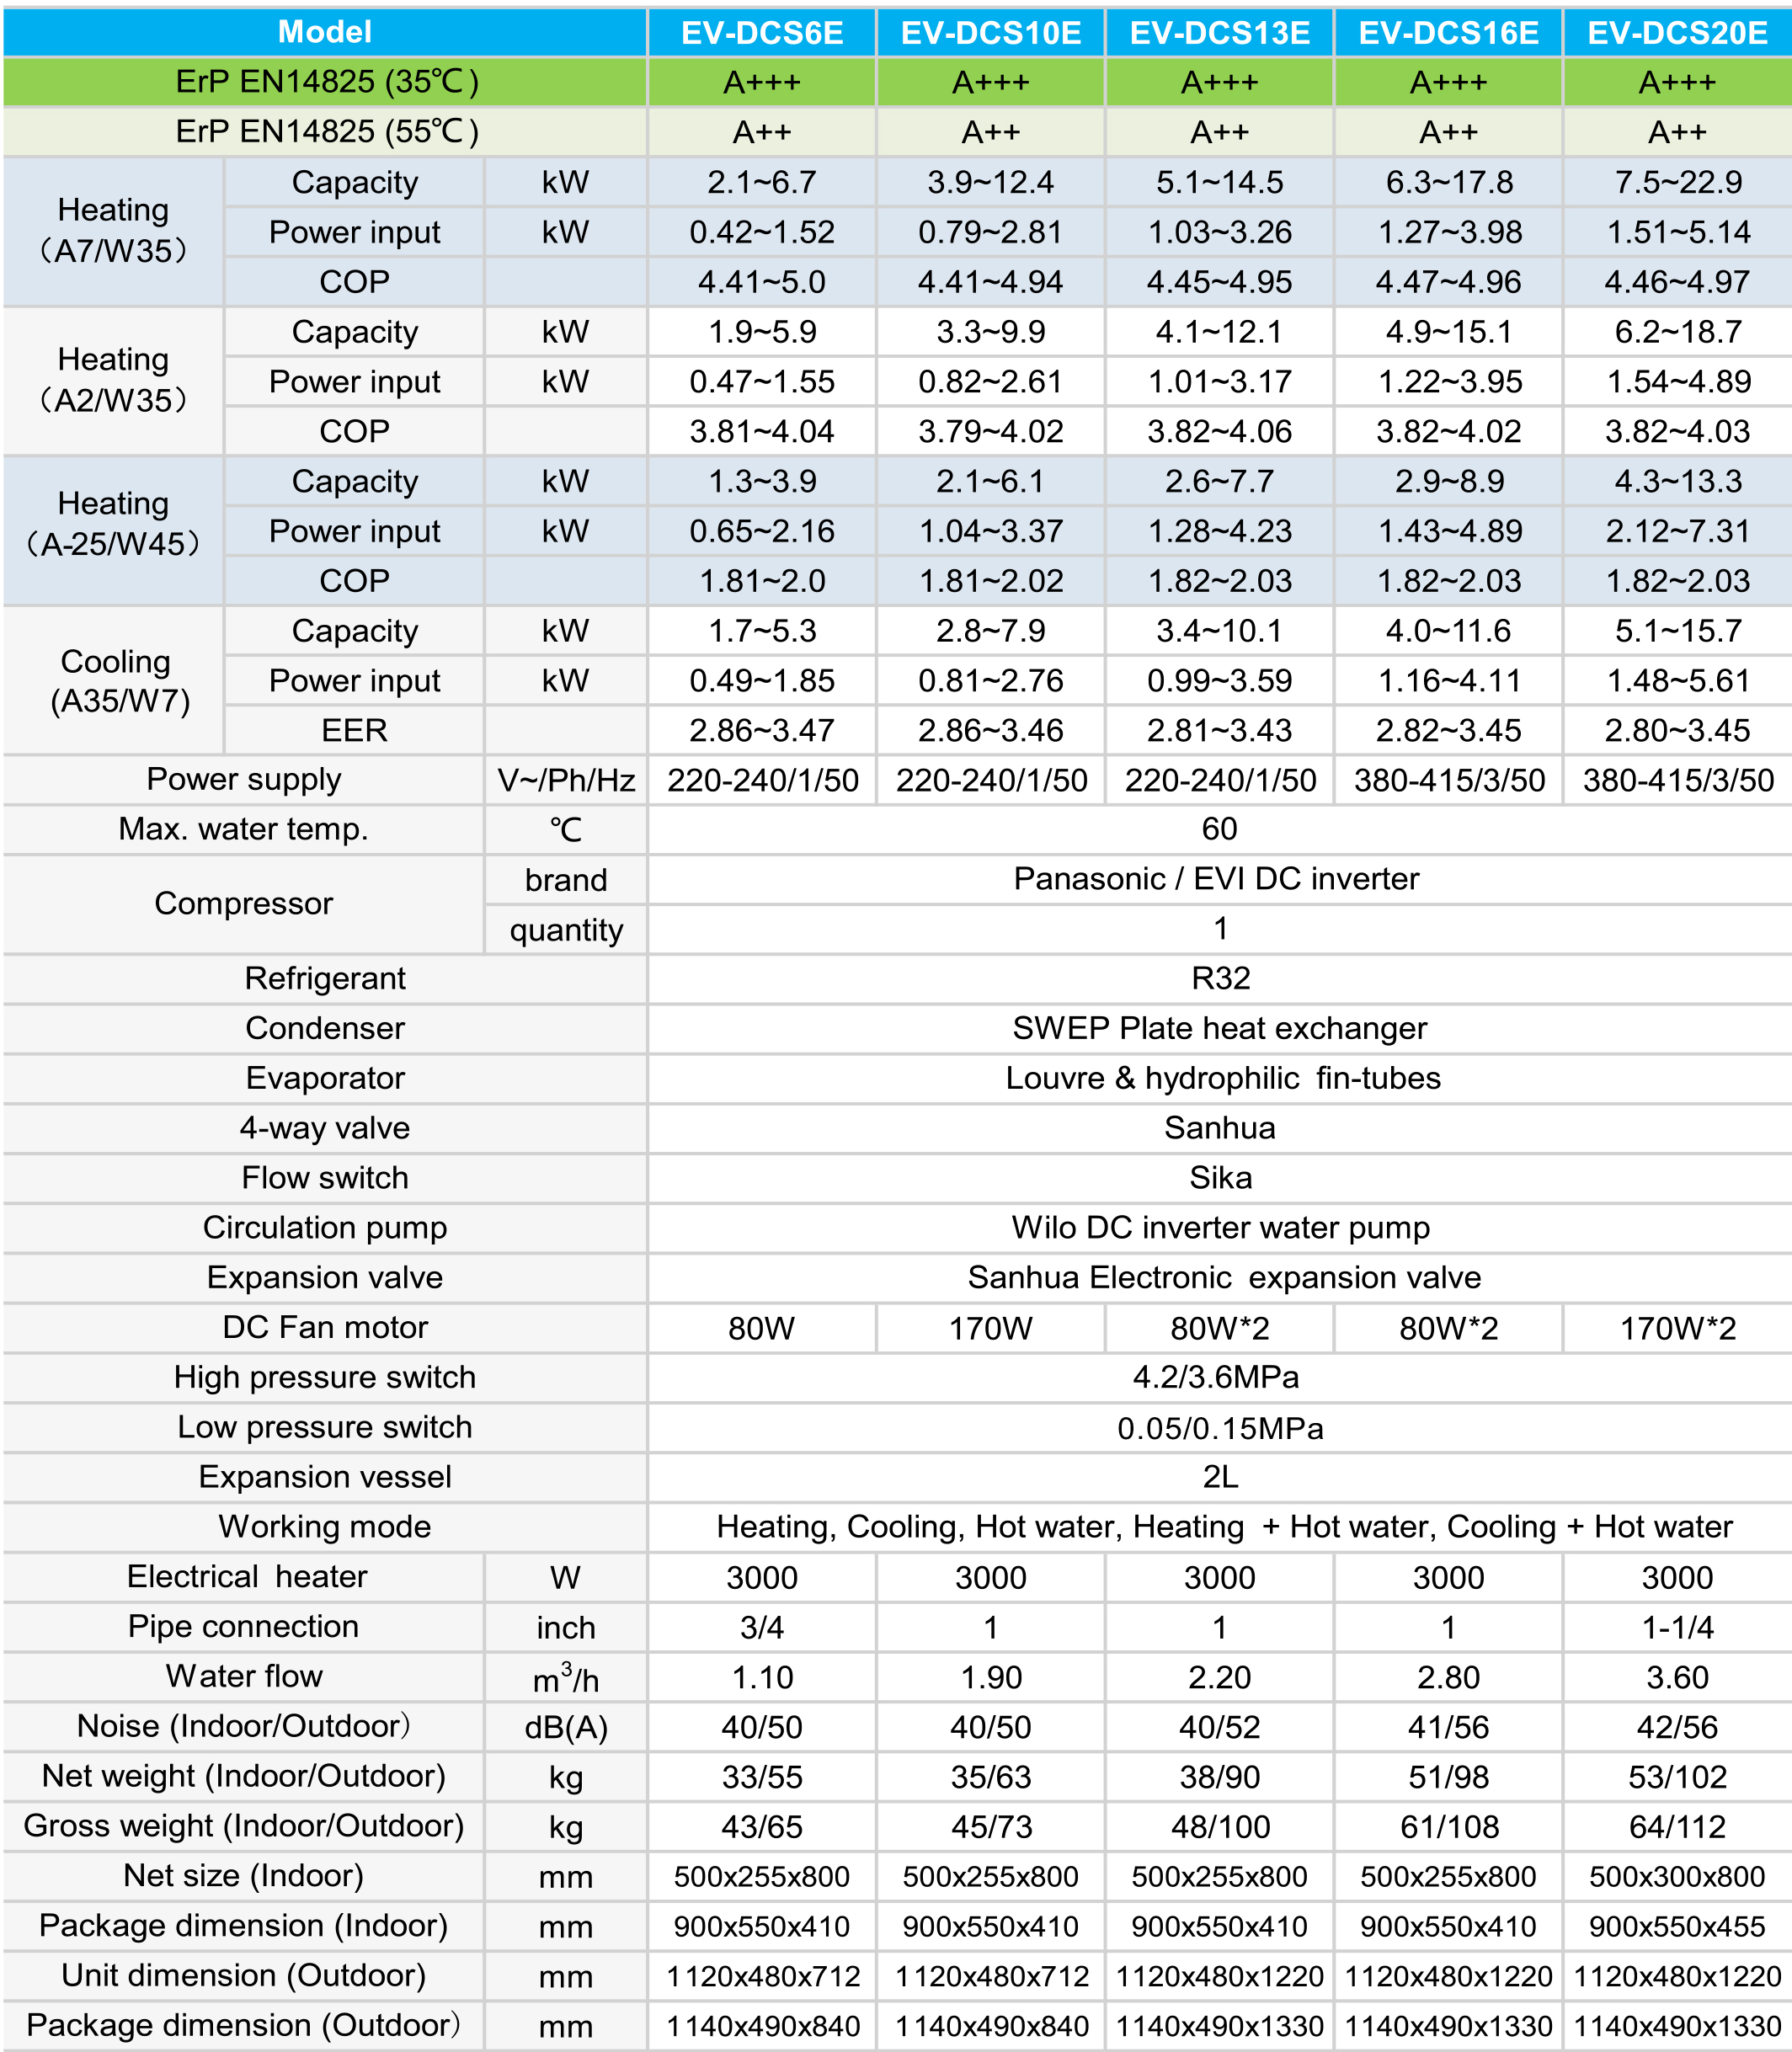 Model EV-DCS6E EV-DCS10E EV-DCS13E EV-DCS16E EV-DCS20E
ErP EN14825 (35℃) A+++ A+++ A+++ A+++ A+++
ErP EN14825 (55℃) A++ A++ A++ A++ A++
Heating
（A7/W35）
Capacity kW 2.1~6.7 3.9~12.4 5.1~14.5 6.3~17.8 7.5~22.9
Power input kW 0.42~1.52 0.79~2.81 1.03~3.26 1.27~3.98 1.51~5.14
COP 4.41~5.0 4.41~4.94 4.45~4.95 4.47~4.96 4.46~4.97
Heating
（A2/W35）
Capacity kW 1.9~5.9 3.3~9.9 4.1~12.1 4.9~15.1 6.2~18.7
Power input kW 0.47~1.55 0.82~2.61 1.01~3.17 1.22~3.95 1.54~4.89
COP 3.81~4.04 3.79~4.02 3.82~4.06 3.82~4.02 3.82~4.03
Heating
（A-25/W45）
Capacity kW 1.3~3.9 2.1~6.1 2.6~7.7 2.9~8.9 4.3~13.3
Power input kW 0.65~2.16 1.04~3.37 1.28~4.23 1.43~4.89 2.12~7.31
COP 1.81~2.0 1.81~2.02 1.82~2.03 1.82~2.03 1.82~2.03
Cooling
(A35/W7)
Capacity kW 1.7~5.3 2.8~7.9 3.4~10.1 4.0~11.6 5.1~15.7
Power input kW 0.49~1.85 0.81~2.76 0.99~3.59 1.16~4.11 1.48~5.61
EER 2.86~3.47 2.86~3.46 2.81~3.43 2.82~3.45 2.80~3.45
Power supply V~/Ph/Hz 220-240/1/50 220-240/1/50 220-240/1/50 380-415/3/50 380-415/3/50
Max. water temp. ℃ 60
Compressor
brand Panasonic / EVI DC inverter
quantity 1
Refrigerant R32
Condenser SWEP Plate heat exchanger
Evaporator Louvre & hydrophilic fin-tubes
4-way valve Sanhua
Flow switch Sika
Circulation pump Wilo DC inverter water pump
Expansion valve Sanhua Electronic expansion valve
DC Fan motor 80W 170W 80W*2 80W*2 170W*2
High pressure switch 4.2/3.6MPa
Low pressure switch 0.05/0.15MPa
Expansion vessel 2L
Working mode Heating, Cooling, Hot water, Heating + Hot water, Cooling + Hot water
Electrical heater W 3000 3000 3000 3000 3000
Pipe connection inch 3/4 1 1 1 1-1/4
Water flow m³/h 1.10 1.90 2.20 2.80 3.60
Noise (Indoor/Outdoor） dB(A) 40/50 40/50 40/52 41/56 42/56
Net weight (Indoor/Outdoor) kg 33/55 35/63 38/90 51/98 53/102
Gross weight (Indoor/Outdoor) kg 43/65 45/73 48/100 61/108 64/112
Net size (Indoor) mm 500x255x800 500x255x800 500x255x800 500x255x800 500x300x800
Package dimension (Indoor) mm 900x550x410 900x550x410 900x550x410 900x550x410 900x550x455
Unit dimension (Outdoor) mm 1120x480x712 1120x480x712 1120x480x1220 1120x480x1220 1120x480x1220
Package dimension (Outdoor） mm 1140x490x840 1140x490x840 1140x490x1330 1140x490x1330 1140x490x1330